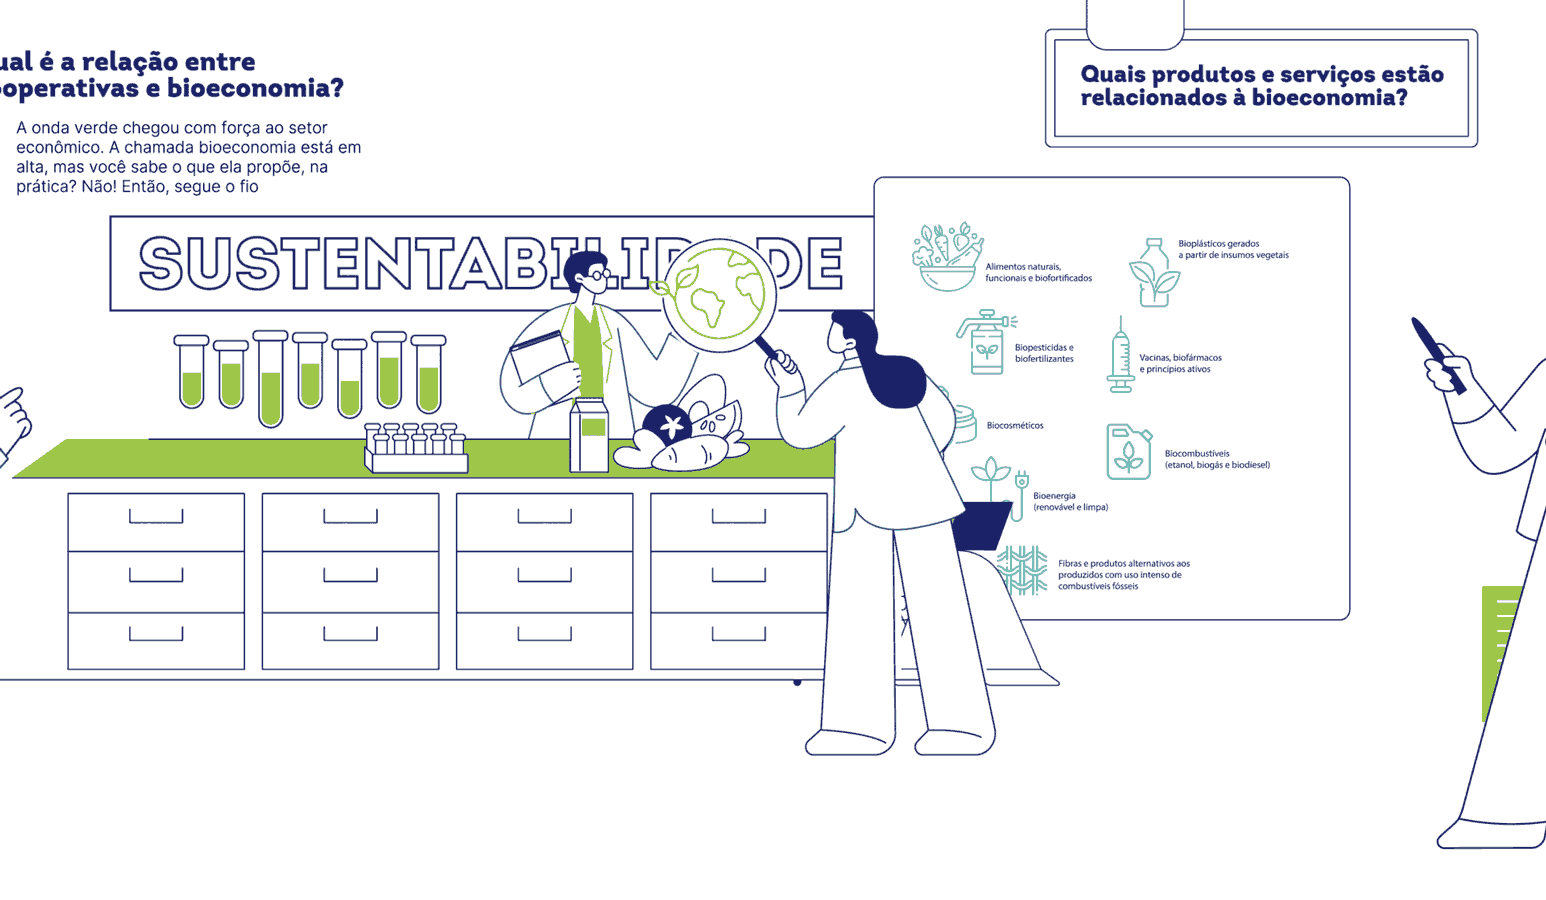 ual é a relação entre
operativas e bioeconomia?
A onda verde chegou com força ao setor
econômico. A chamada bioeconomia está em
alta, mas você sabe o que ela propõe, na
prática? Não! Então, segue o fio
SUSTENTABILIDADE
Quais produtos e serviços estão
relacionados à bioeconomia?
Alimentos naturais,
funcionais e biofortificados
Bioplásticos gerados
a partir de insumos vegetais
Biopesticidas e
biofertilizantes
Vacinas, biofármacos
e princípios ativos
Biocosméticos
Biocombustíveis
(etanol, biogás e biodiesel)
Bioenergia
(renovável e limpa)
Fibras e produtos alternativos aos
produzidos com uso intenso de
combustíveis fósseis